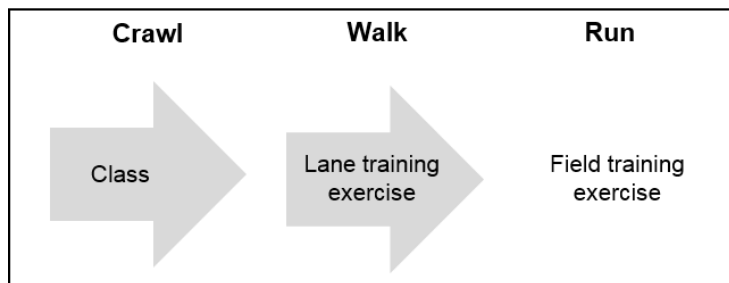 Crawl
Walk
Run
Class
Lane training
exercise
Field training
exercise